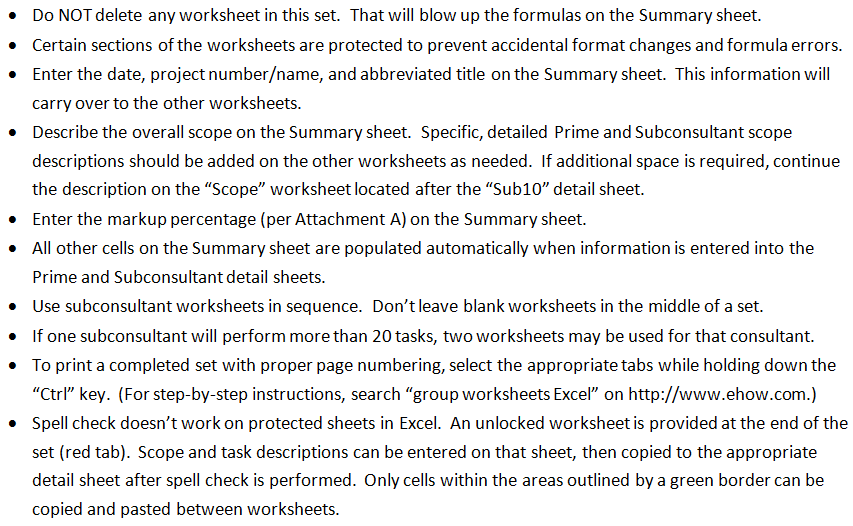 • Do NOT delete any worksheet in this set.  That will blow up the formulas on the Summary sheet.
• Certain sections of the worksheets are protected to prevent accidental format changes and formula errors.
• Enter the date, project number/name, and abbreviated title on the Summary sheet.  This information will
carry over to the other worksheets.
• Describe the overall scope on the Summary sheet.  Specific, detailed Prime and Subconsultant scope
descriptions should be added on the other worksheets as needed.  If additional space is required, continue
the description on the “Scope” worksheet located after the “Sub10” detail sheet.
• Enter the markup percentage (per Attachment A) on the Summary sheet.
• All other cells on the Summary sheet are populated automatically when information is entered into the
Prime and Subconsultant detail sheets.
• Use subconsultant worksheets in sequence.  Don’t leave blank worksheets in the middle of a set.
• If one subconsultant will perform more than 20 tasks, two worksheets may be used for that consultant.
• To print a completed set with proper page numbering, select the appropriate tabs while holding down the
“Ctrl” key.  (For step-by-step instructions, search “group worksheets Excel” on http://www.ehow.com.)
• Spell check doesn’t work on protected sheets in Excel.  An unlocked worksheet is provided at the end of the
set (red tab).  Scope and task descriptions can be entered on that sheet, then copied to the appropriate
detail sheet after spell check is performed.  Only cells within the areas outlined by a green border can be
copied and pasted between worksheets.